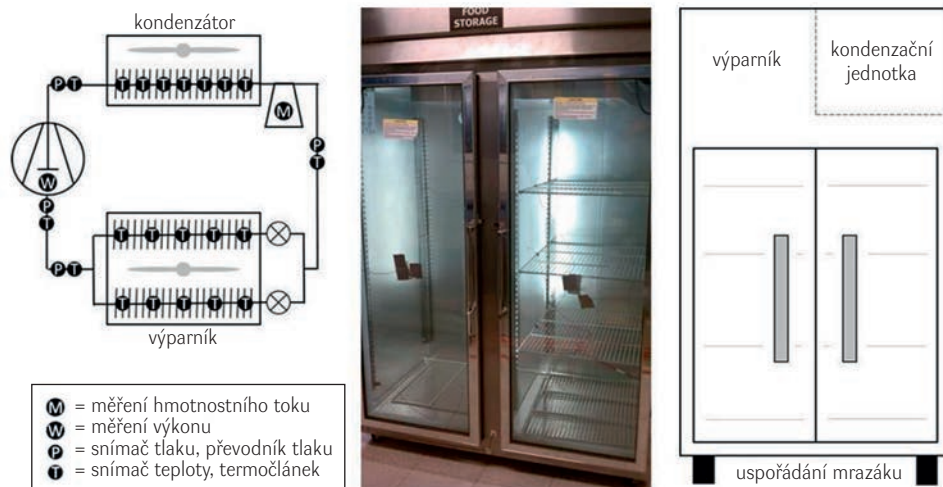 kondenzátor
P T
T T T T T T T
M
P
T
W
P
T
P T
T T T T T
T T T T T
výparník
M = měření hmotnostního toku
W = měření výkonu
P = snímač tlaku, převodník tlaku
T = snímač teploty, termočlánek
FOOD
STORAGE
výparník
kondenzační
jednotka
uspořádání mrazáku